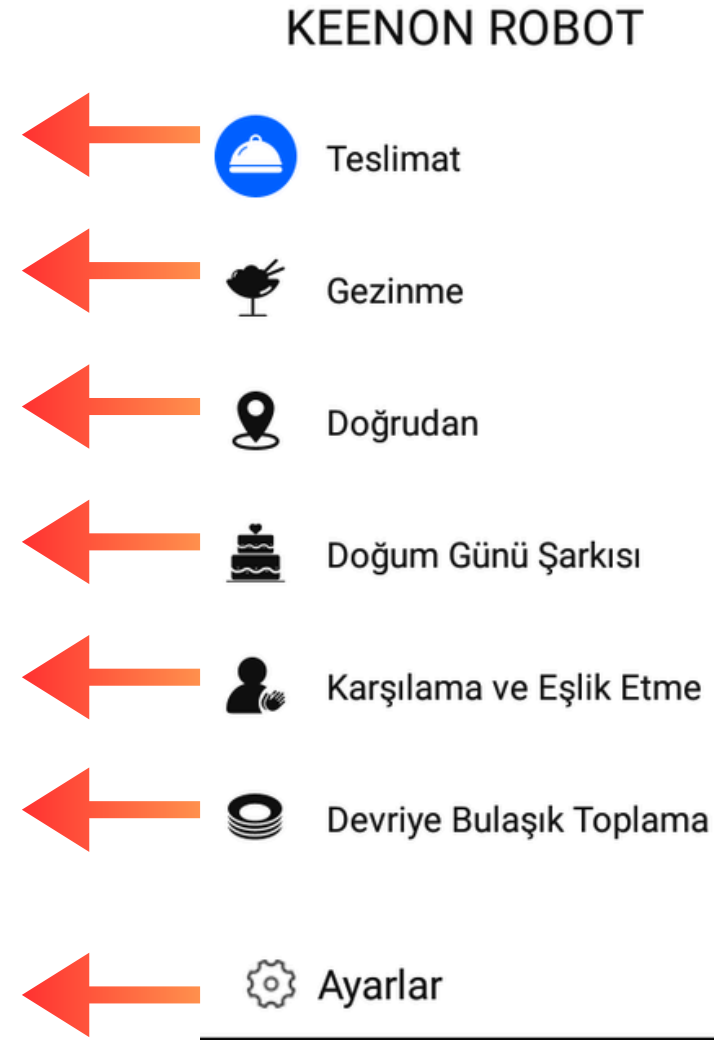 KEENON ROBOT
Teslimat
Gezinme
Doğrudan
Doğum Günü Şarkısı
Karşılama ve Eşlik Etme
Devriye Bulaşık Toplama
Ayarlar